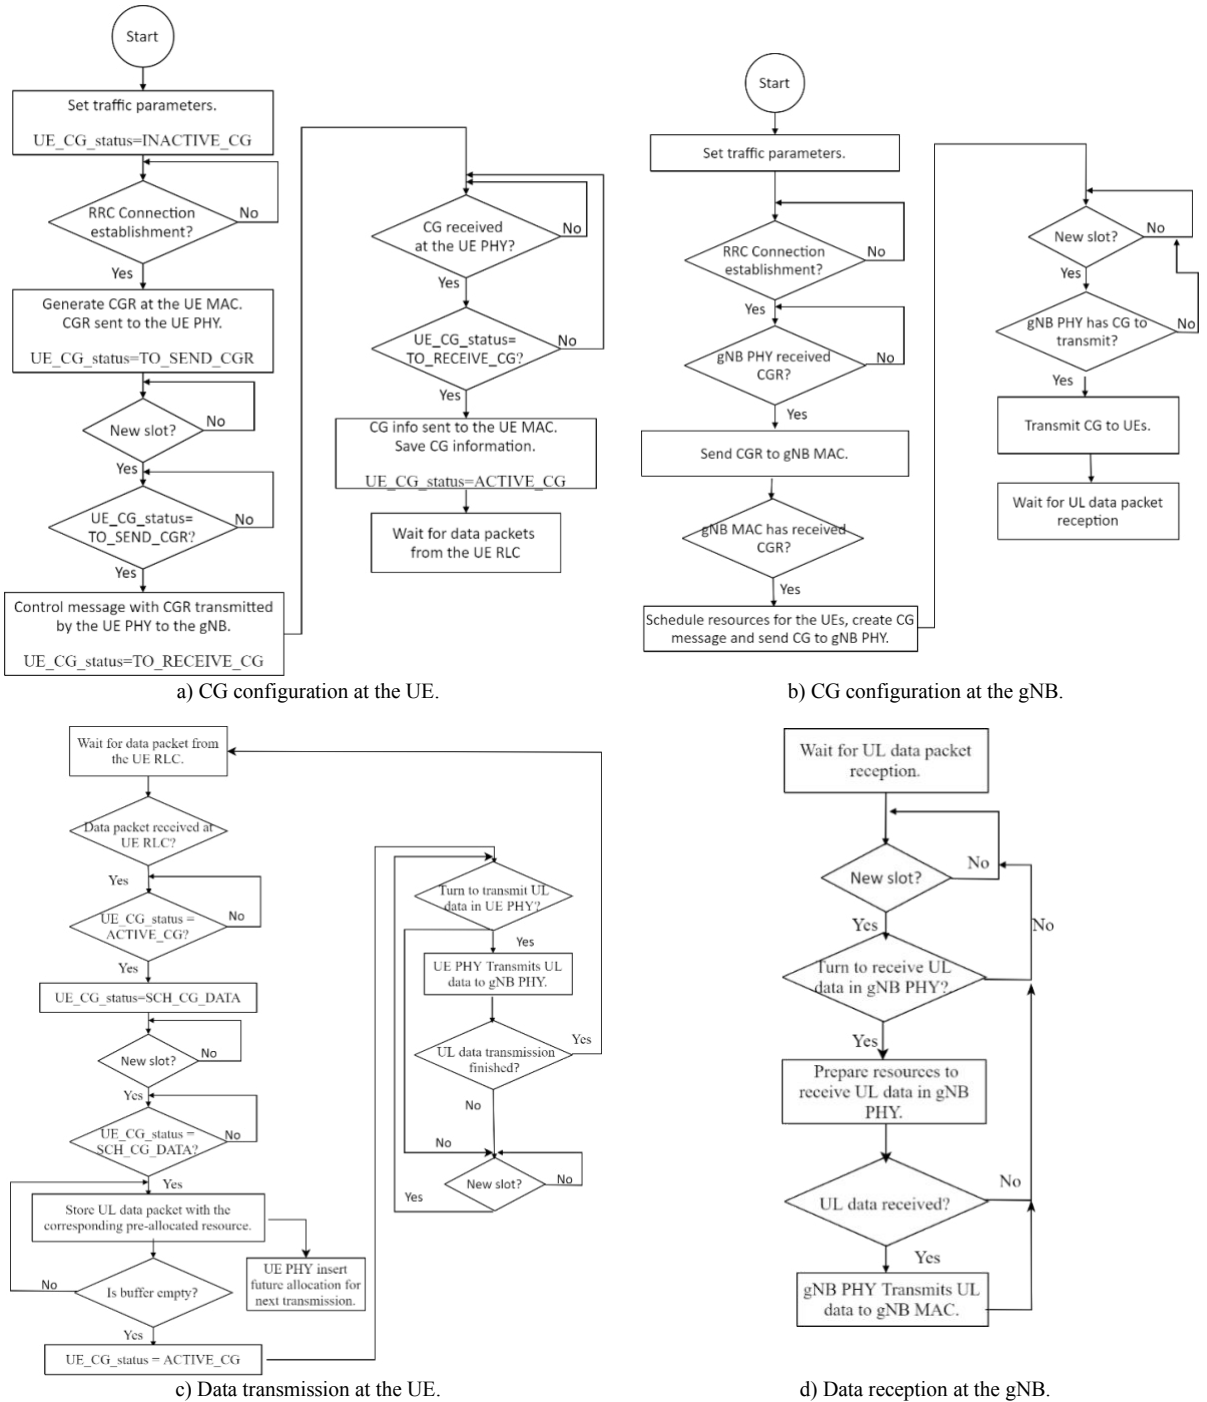 Start
Set traffic parameters.
UE_CG_status=INACTIVE_CG
RRC Connection
establishment?
No
Yes
Generate CGR at the UE MAC.
CGR sent to the UE PHY.
UE_CG_status=TO_SEND_CGR
New slot?
No
Yes
UE_CG_status=
TO_SEND_CGR?
No
Yes
Control message with CGR transmitted
by the UE PHY to the gNB.
UE_CG_status=TO_RECEIVE_CG
CG received
at the UE PHY?
No
Yes
UE_CG_status=
TO_RECEIVE_CG?
No
Yes
CG info sent to the UE MAC.
Save CG information.
UE_CG_status=ACTIVE_CG
Wait for data packets
from the UE RLC
a) CG configuration at the UE.
Start
Set traffic parameters.
RRC Connection
establishment?
No
Yes
gNB PHY received
CGR?
No
Yes
Send CGR to gNB MAC.
gNB MAC has received
CGR?
Yes
Schedule resources for the UEs, create CG
message and send CG to gNB PHY.
New slot?
No
Yes
gNB PHY has CG to
transmit?
No
Yes
Transmit CG to UEs.
Wait for UL data packet
reception
b) CG configuration at the gNB.
Wait for data packet from
the UE RLC.
Data packet received at
UE RLC?
Yes
UE_CG_status =
ACTIVE_CG?
No
Yes
UE_CG_status=SCH_CG_DATA
New slot?
No
Yes
UE_CG_status =
SCH_CG_DATA?
No
Yes
Store UL data packet with the
corresponding pre-allocated resource.
UE PHY insert
future allocation for
next transmission.
Is buffer empty?
No
Yes
UE_CG_status = ACTIVE_CG
Turn to transmit UL
data in UE PHY?
Yes
UE PHY Transmits UL
data to gNB PHY.
UL data transmission
finished?
Yes
No
No
New slot?
No
Yes
c) Data transmission at the UE.
Wait for UL data packet
reception.
New slot?
No
Yes
Turn to receive UL
data in gNB PHY?
No
Yes
Prepare resources to
receive UL data in gNB
PHY.
UL data received?
No
Yes
gNB PHY Transmits UL
data to gNB MAC.
d) Data reception at the gNB.